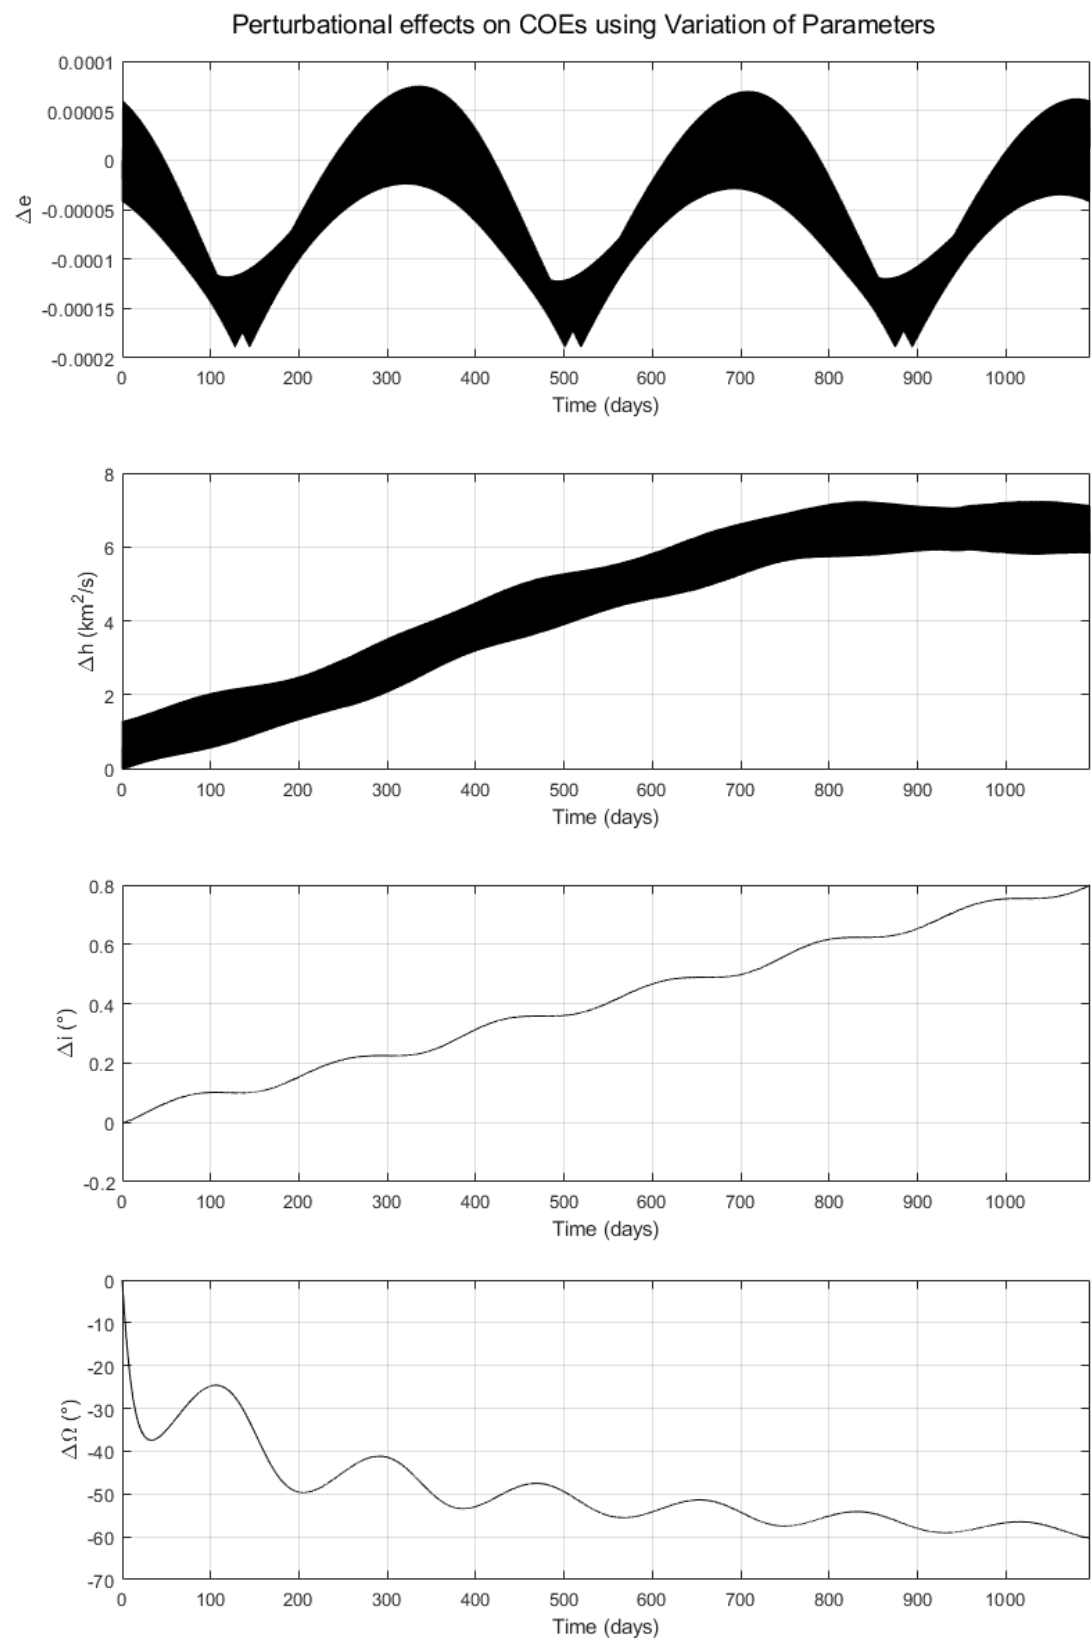 Perturbational effects on COEs using Variation of Parameters
0.0001
0.00005
0
-0.00005
-0.0001
-0.00015
-0.0002
Δe
0 100 200 300 400 500 600 700 800 900 1000
Time (days)
8
6
4
2
0
Δh (km²/s)
0 100 200 300 400 500 600 700 800 900 1000
Time (days)
0.8
0.6
0.4
0.2
0
-0.2
Δi (°)
0 100 200 300 400 500 600 700 800 900 1000
Time (days)
0
-10
-20
-30
-40
-50
-60
-70
ΔΩ (°)
0 100 200 300 400 500 600 700 800 900 1000
Time (days)